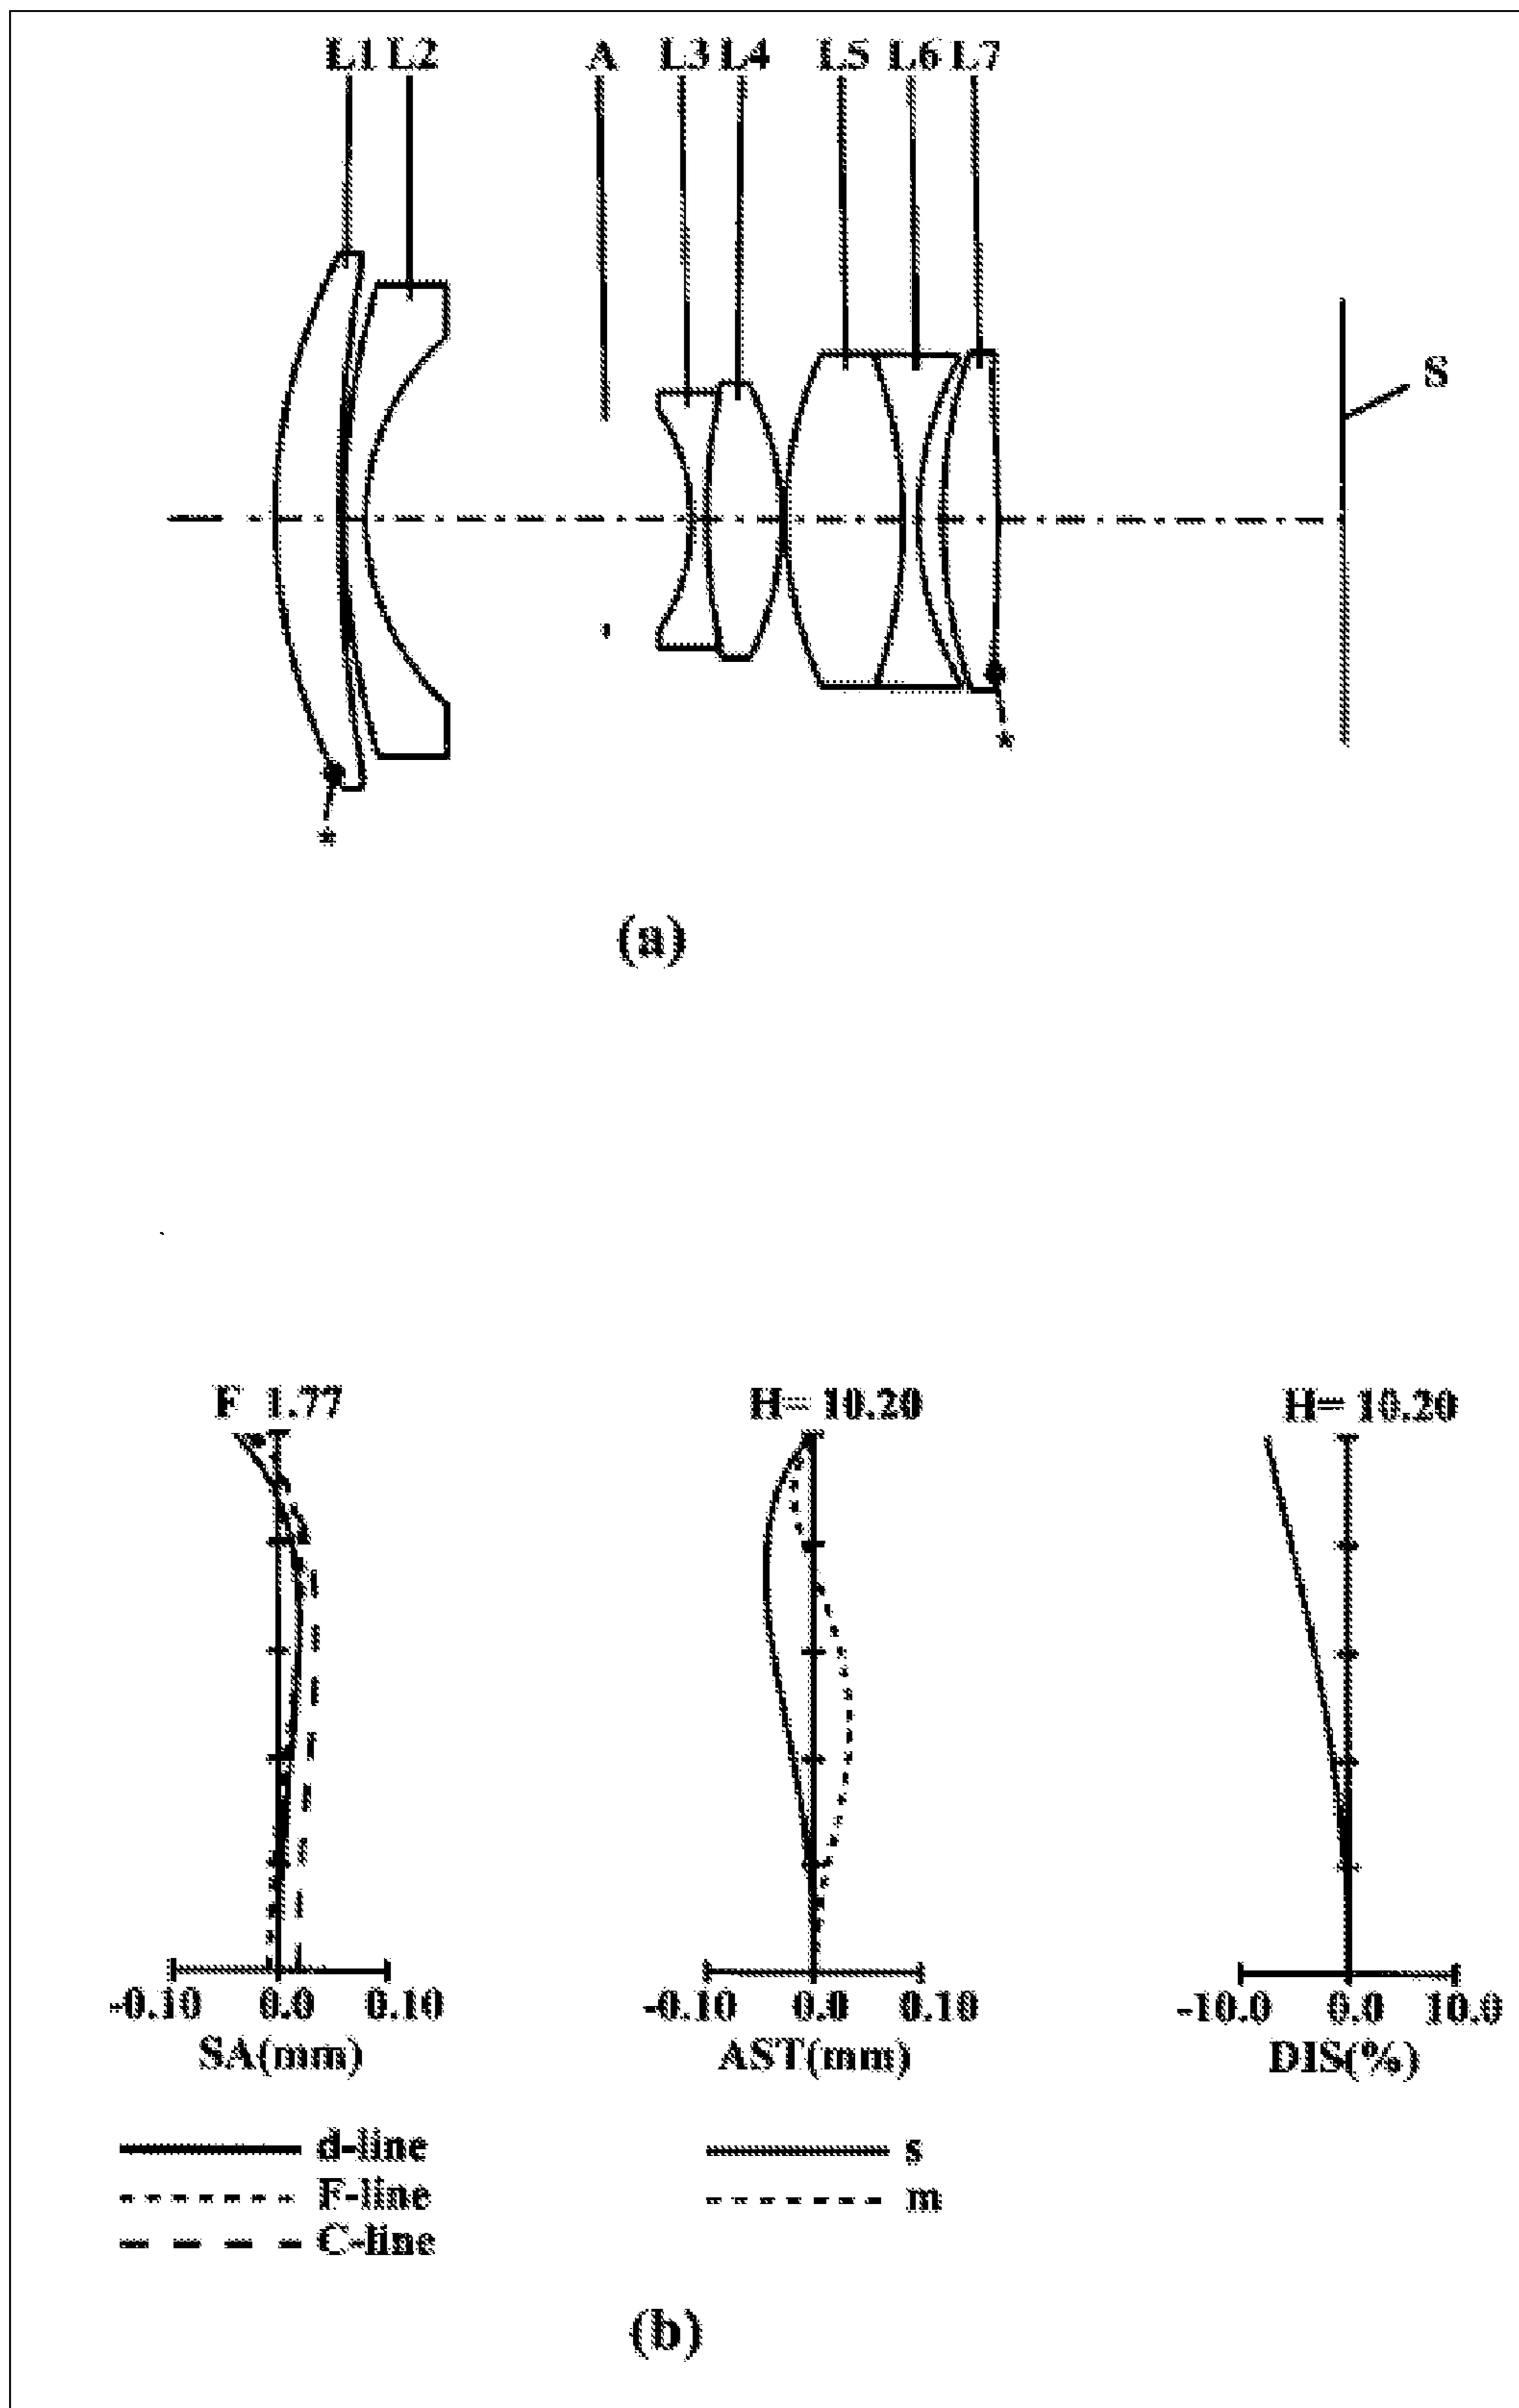 L1 L2 A L3 L4 L5 L6 L7
S
*
*
(a)
F 1.77 H= 10.20 H= 10.20
-0.10 0.0 0.10 -0.10 0.0 0.10 -10.0 0.0 10.0
SA(mm) AST(mm) DIS(%)
d-line s
F-line m
C-line
(b)